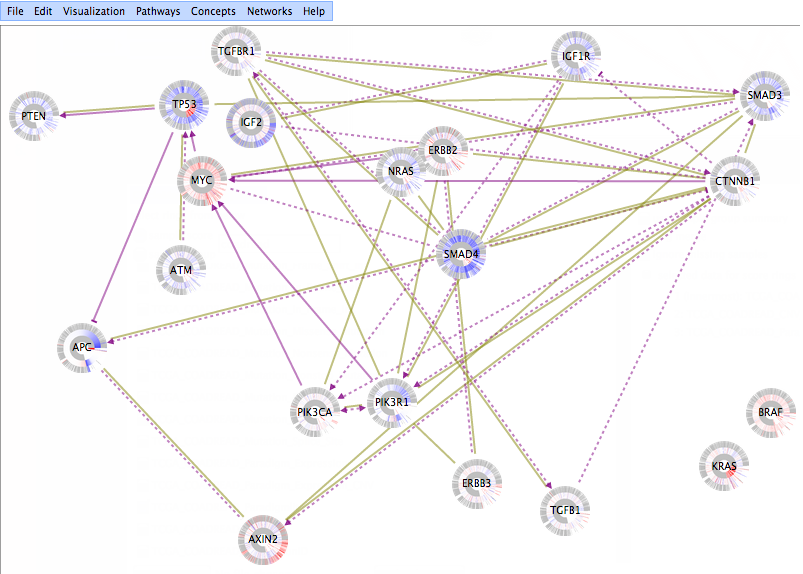 File Edit Visualization Pathways Concepts Networks Help
TGFBR1
IGF1R
SMAD3
TP53
PTEN
IGF2
ERBB2
NRAS
MYC
CTNNB1
SMAD4
ATM
APC
PIK3CA
PIK3R1
BRAF
KRAS
ERBB3
TGFB1
AXIN2